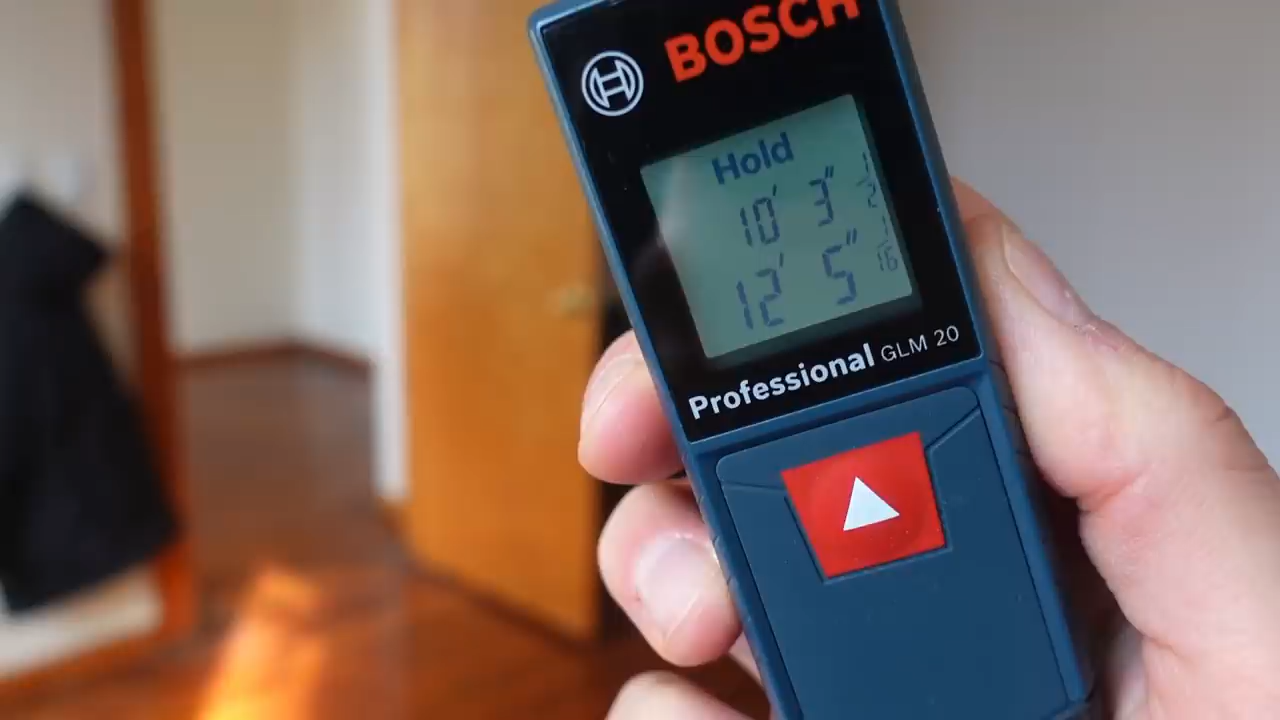 BOSCH
Hold
10' 3" 1/2
12' 5" 1/16
Professional GLM 20